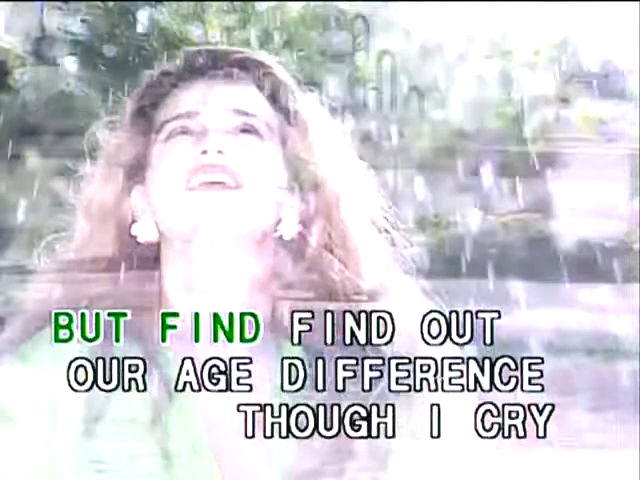 BUT FIND FIND OUT
OUR AGE DIFFERENCE
THOUGH I CRY